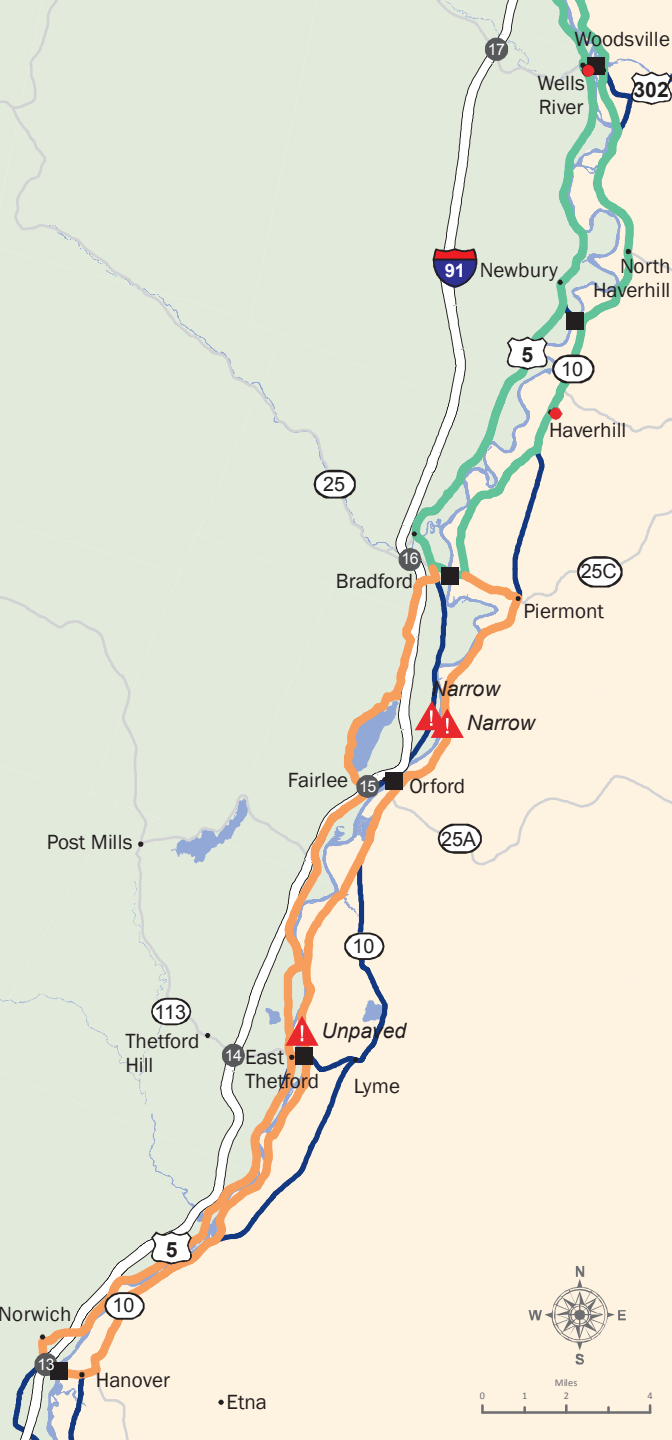 17
Woodsville
Wells
River
302
91
Newbury
North
Haverhill
5
10
Haverhill
25
16
Bradford
25C
Piermont
Narrow
Narrow
Fairlee
15
Orford
25A
Post Mills
10
113
Unpaved
Thetford
Hill
14
East
Thetford
Lyme
5
10
Norwich
13
Hanover
Etna
N
W
E
S
Miles
0
1
2
4